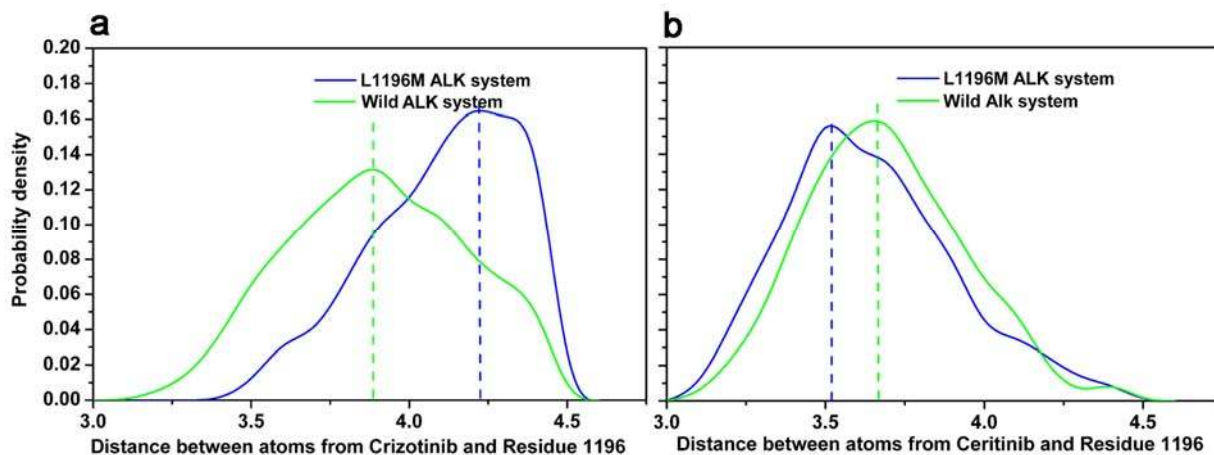 a
b
0.20
0.18
0.16
0.14
0.12
0.10
0.08
0.06
0.04
0.02
0.00
Probability density
L1196M ALK system
Wild ALK system
L1196M ALK system
Wild Alk system
3.0 3.5 4.0 4.5
3.0 3.5 4.0 4.5
Distance between atoms from Crizotinib and Residue 1196
Distance between atoms from Ceritinib and Residue 1196